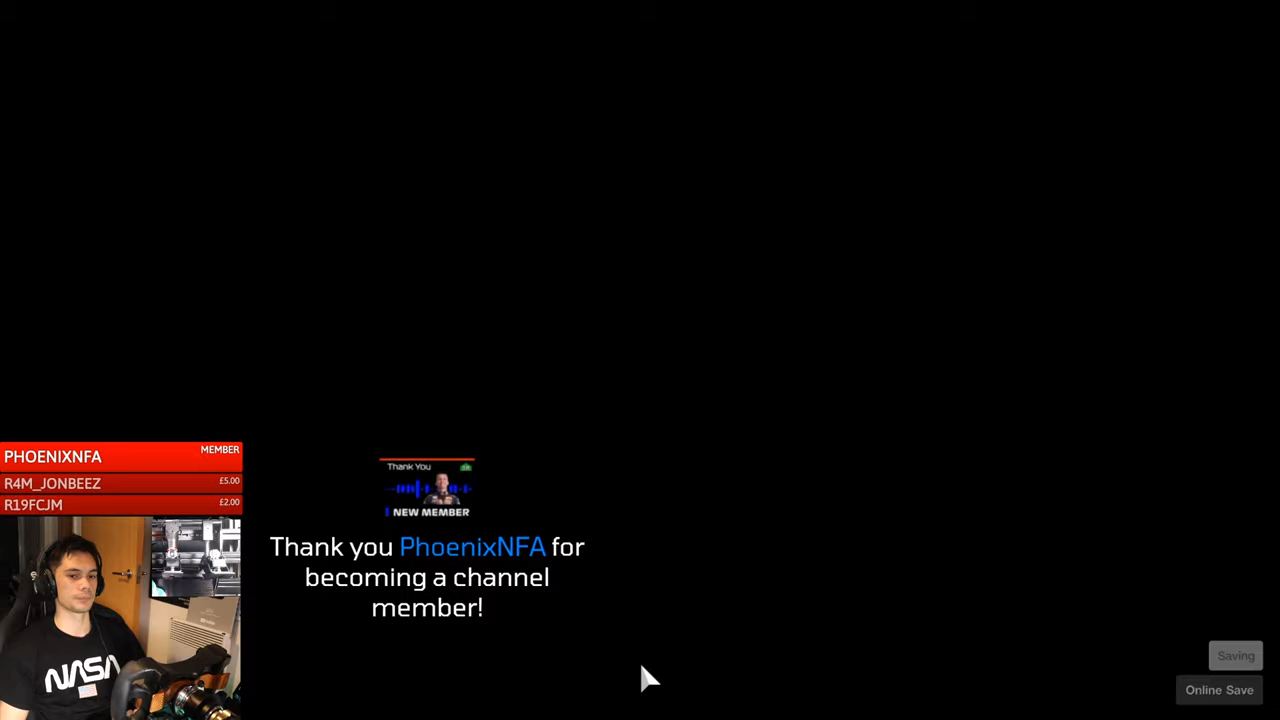 PHOENIXNFA MEMBER
R4M_JONBEEZ £5.00
R19FCJM £2.00
Thank You
NEW MEMBER
Thank you PhoenixNFA for
becoming a channel
member!
NASA
Saving
Online Save